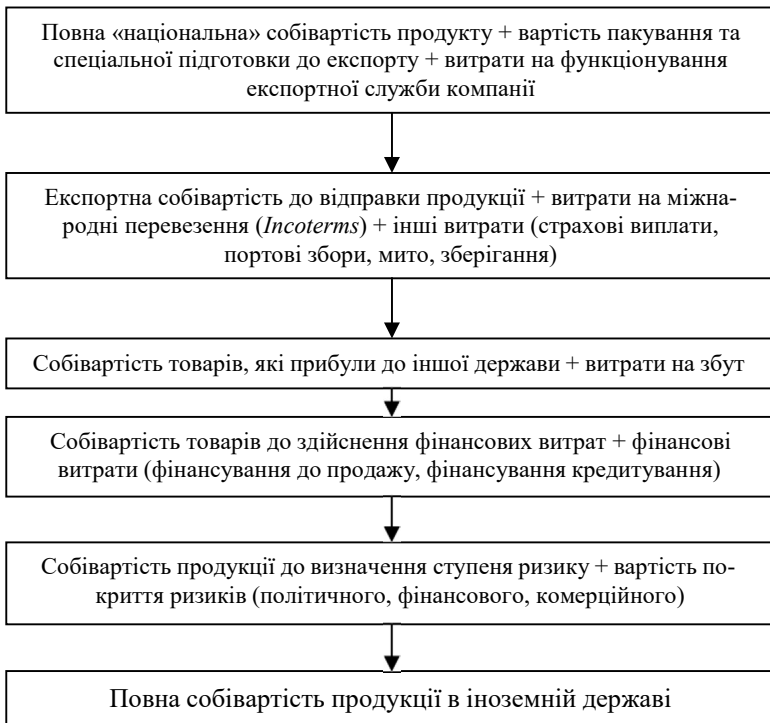 Повна «національна» собівартість продукту + вартість пакування та
спеціальної підготовки до експорту + витрати на функціонування
експортної служби компанії
Експортна собівартість до відправки продукції + витрати на міжна-
родні перевезення (Incoterms) + інші витрати (страхові виплати,
портові збори, мито, зберігання)
Собівартість товарів, які прибули до іншої держави + витрати на збут
Собівартість товарів до здійснення фінансових витрат + фінансові
витрати (фінансування до продажу, фінансування кредитування)
Собівартість продукції до визначення ступеня ризику + вартість по-
криття ризиків (політичного, фінансового, комерційного)
Повна собівартість продукції в іноземній державі